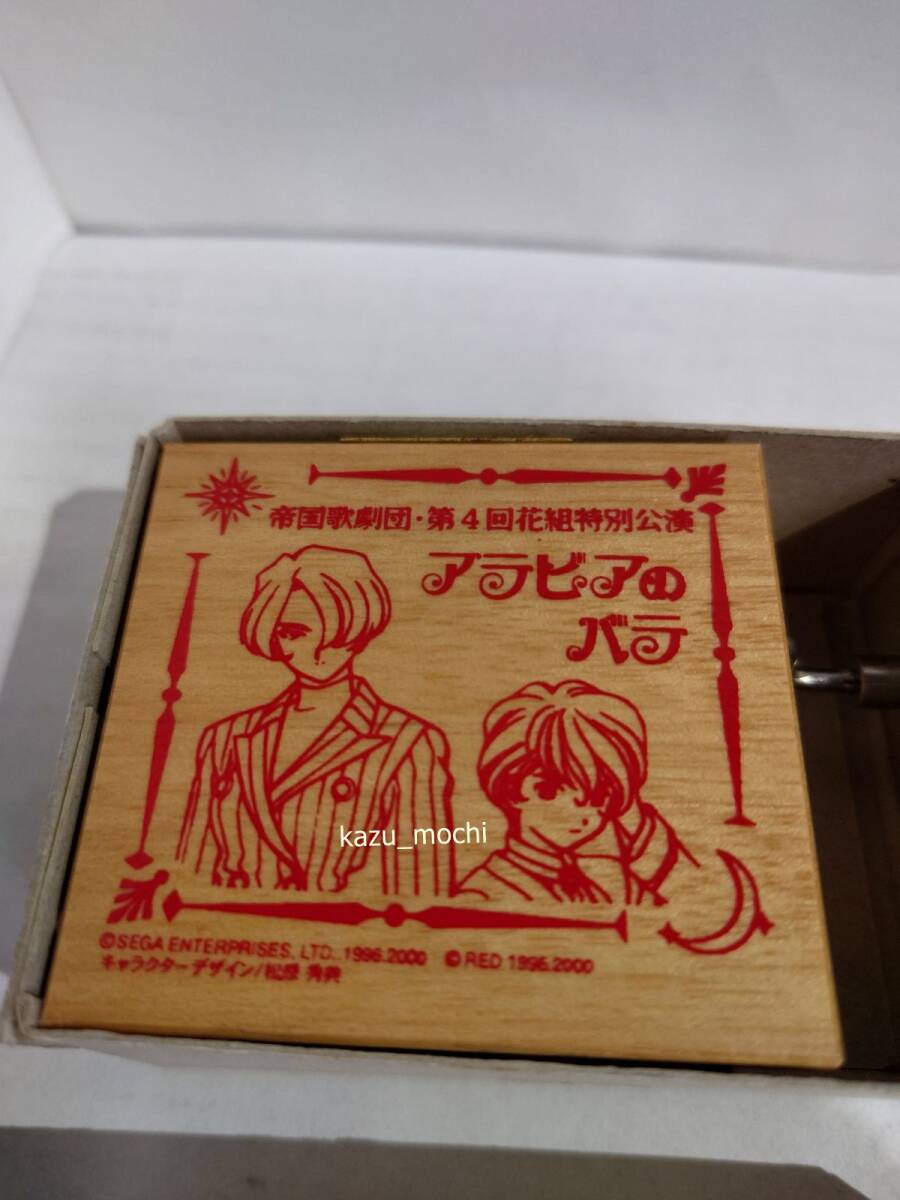 帝国歌劇団・第4回花組特別公演
アラビアの
バラ
kazu_mochi
©SEGA ENTERPRISES, LTD. 1996.2000 ©RED 1996.2000
キャラクターデザイン/松原 秀典